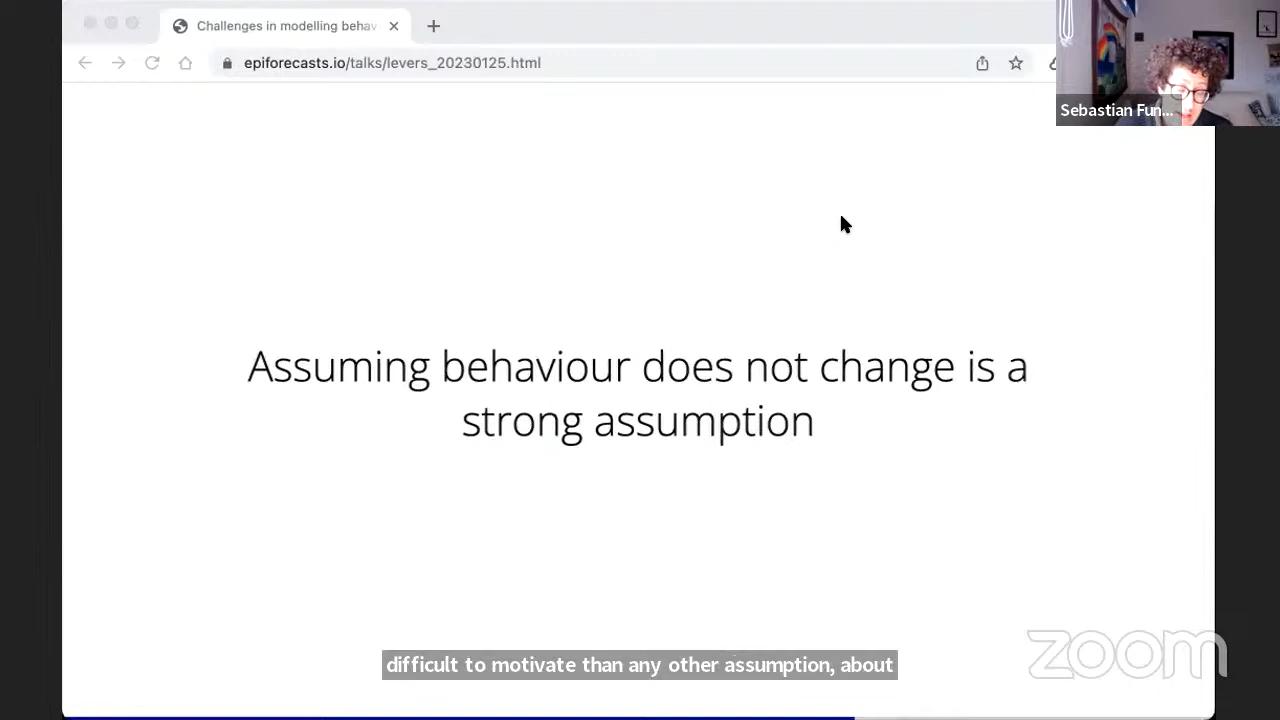 Challenges in modelling behav
epiforecasts.io/talks/levers_20230125.html
Sebastian Fun...
Assuming behaviour does not change is a
strong assumption
difficult to motivate than any other assumption, about
zoom